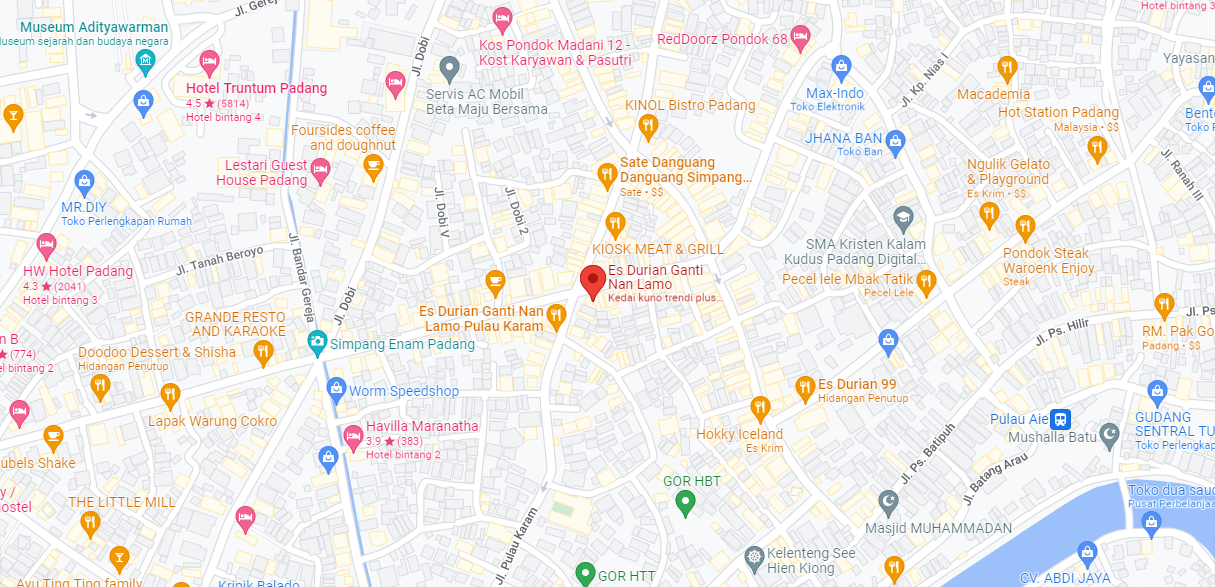 Jl. Gereja
Hotel bintang 3
Museum Adityawarman
Museum sejarah dan budaya negara
Jl. Dobi
Kos Pondok Madani 12 -
Kost Karyawan & Pasutri
RedDoorz Pondok 68
Jl. Kp. Nias I
Yayasan
Hotel Truntum Padang
4.5 ★ (5814)
Hotel bintang 4
Servis AC Mobil
Beta Maju Bersama
Max-Indo
Toko Elektronik
Macademia
Hot Station Padang
Malaysia • $$
KINOL Bistro Padang
Foursides coffee
and doughnut
JHANA BAN
Toko Ban
Lestari Guest
House Padang
Sate Danguang
Danguang Simpang...
Sate • $$
Ngulik Gelato
& Playground
Es Krim • $$
Jl. Ranah III
MR.DIY
Toko Perlengkapan Rumah
Jl. Dobi V
Jl. Dobi 2
KIOSK MEAT & GRILL
SMA Kristen Kalam
Kudus Padang Digital...
Pondok Steak
Waroenk Enjoy
Steak
HW Hotel Padang
4.3 ★ (2041)
Hotel bintang 3
Jl. Tanah Beroyo
Jl. Bandar Gereja
Jl. Dobi
Es Durian Ganti
Nan Lamo
Kedai kuno trendi plus...
Pecel lele Mbak Tatik
Pecel Lele
Es Durian Ganti Nan
Lamo Pulau Karam
GRANDE RESTO
AND KARAOKE
Simpang Enam Padang
Jl. Ps. Hilir
Jl. Ps.
RM. Pak Go
Padang • $$
n B
★ (774)
el bintang 2
Doodoo Dessert & Shisha
Hidangan Penutup
Worm Speedshop
Es Durian 99
Hidangan Penutup
Lapak Warung Cokro
Havilla Maranatha
3.9 ★ (383)
Hotel bintang 2
Hokky Iceland
Es Krim
Pulau Aie
Mushalla Batu
GUDANG
SENTRAL TU
Toko Perlengkap
Jl. Ps. Batipuh
Jl. Batang Arau
ubels Shake
GOR HBT
y /
ostel
THE LITTLE MILL
Jl. Pulau Karam
Masjid MUHAMMADAN
Toko dua saud
Pusat Perbelanjaa
Kelenteng See
Hien Kiong
GOR HTT
CV. ABDI JAYA
Ayu Ting Ting family
Kripik Balado